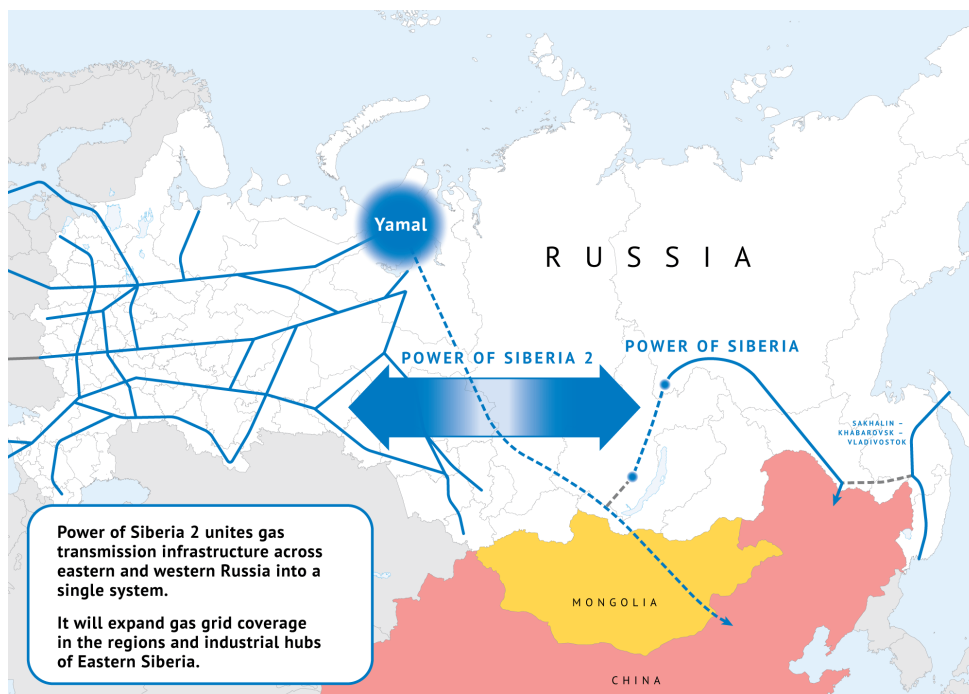 Yamal
RUSSIA
POWER OF SIBERIA 2
POWER OF SIBERIA
SAKHALIN –
KHABAROVSK –
VLADIVOSTOK
Power of Siberia 2 unites gas
transmission infrastructure across
eastern and western Russia into a
single system.
It will expand gas grid coverage
in the regions and industrial hubs
of Eastern Siberia.
MONGOLIA
CHINA